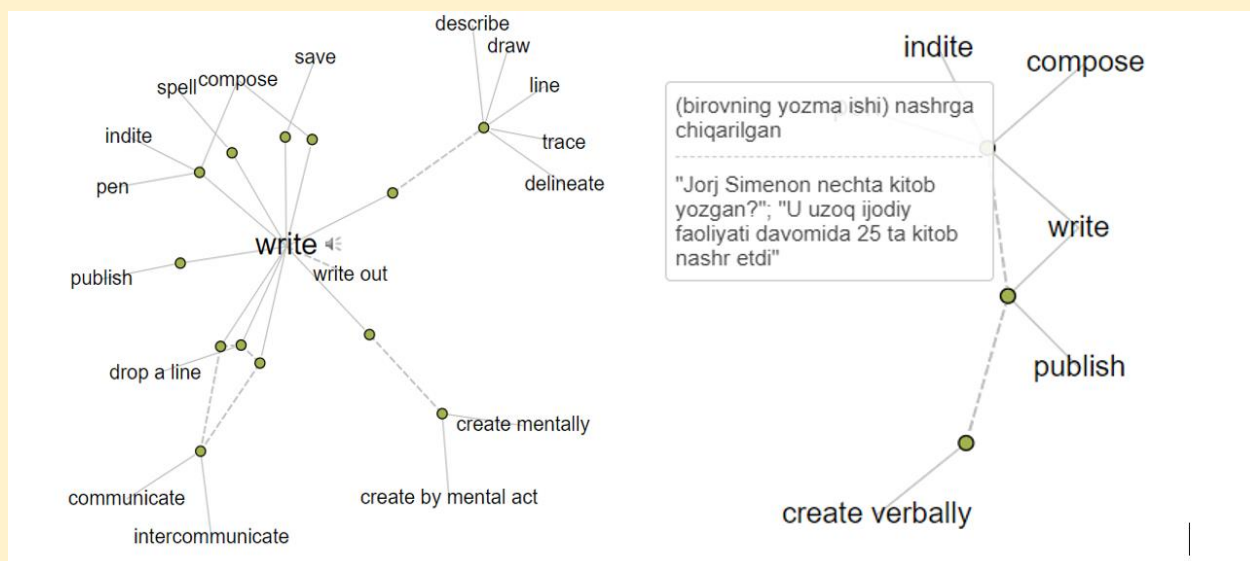 describe
draw
save
line
spell compose
indite
trace
pen
delineate
write
write out
publish
drop a line
create mentally
communicate
create by mental act
intercommunicate
indite
compose
(birovning yozma ishi) nashrga
chiqarilgan
"Jorj Simenon nechta kitob
yozgan?"; "U uzoq ijodiy
faoliyati davomida 25 ta kitob
nashr etdi"
write
publish
create verbally